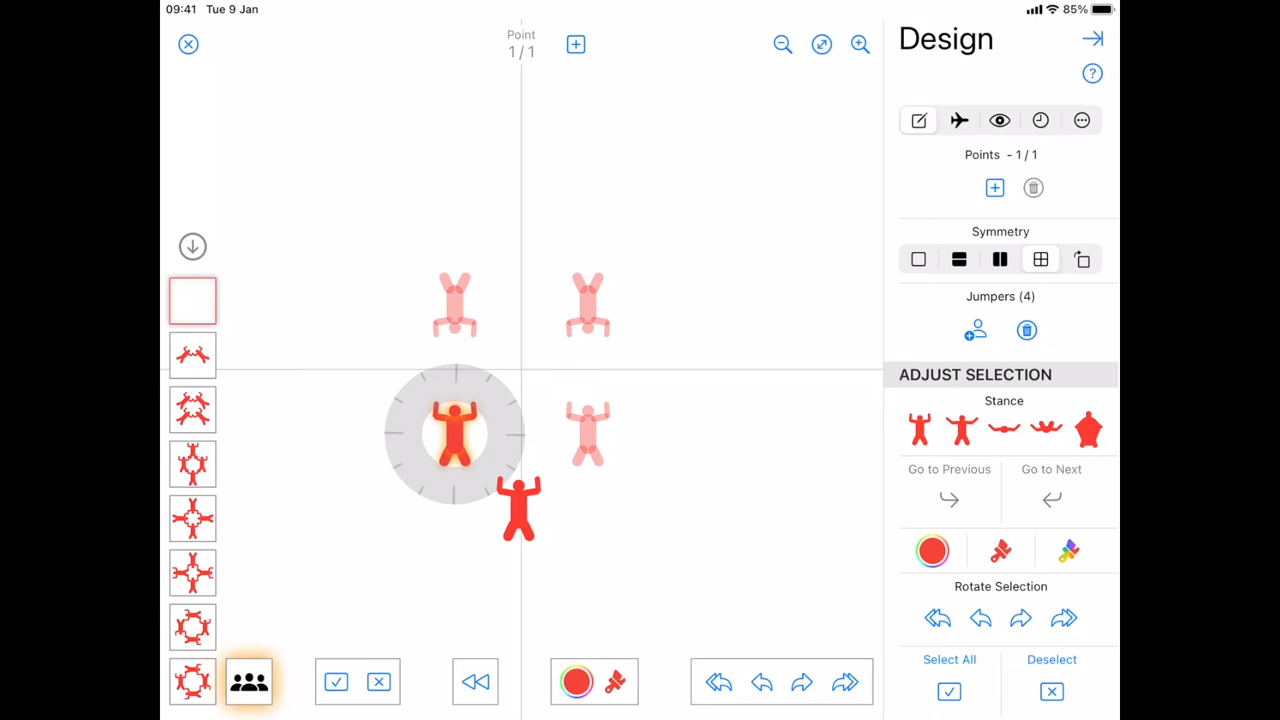 09:41 Tue 9 Jan
85%
Point
1/1
Design
Points - 1/1
Symmetry
Jumpers (4)
ADJUST SELECTION
Stance
Go to Previous
Go to Next
Rotate Selection
Select All
Deselect